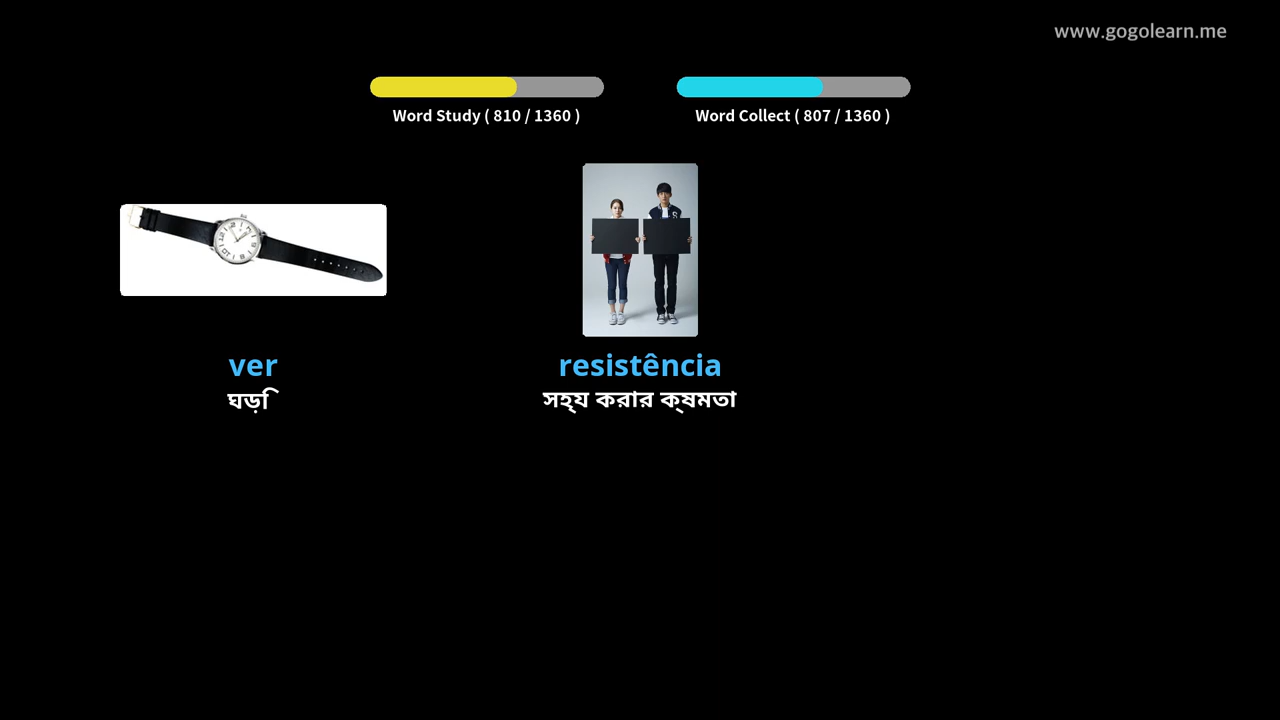 www.gogolearn.me
Word Study ( 810 / 1360 )
Word Collect ( 807 / 1360 )
ver
ঘড়ি
resistência
সহ্য করার ক্ষমতা